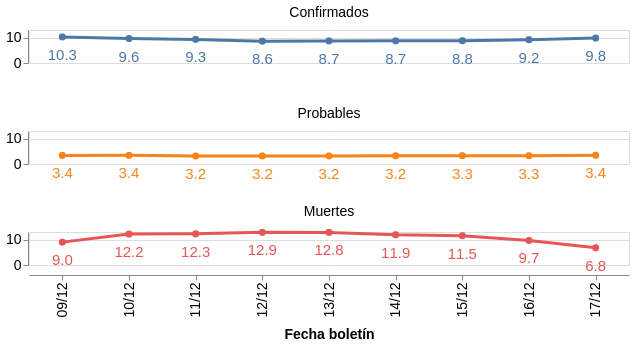 Confirmados
10
0
10.3 9.6 9.3 8.6 8.7 8.7 8.8 9.2 9.8
Probables
10
0
3.4 3.4 3.2 3.2 3.2 3.2 3.3 3.3 3.4
Muertes
10
0
9.0 12.2 12.3 12.9 12.8 11.9 11.5 9.7 6.8
09/12 10/12 11/12 12/12 13/12 14/12 15/12 16/12 17/12
Fecha boletín